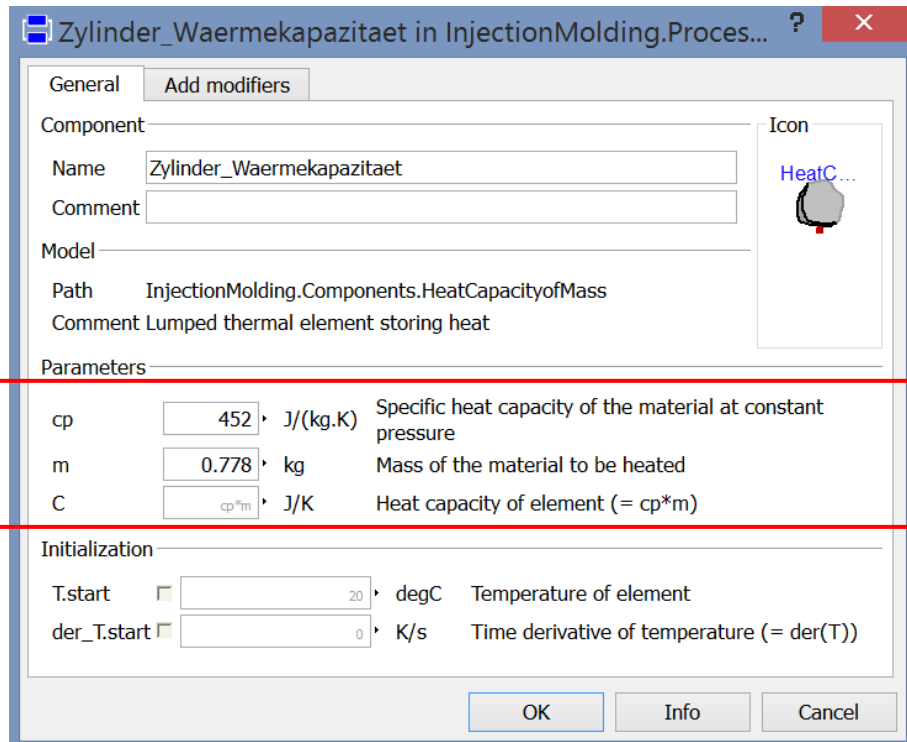 Zylinder_Waermekapazitaet in InjectionMolding.Proces... ? ×
General Add modifiers
Component
Icon
Name Zylinder_Waermekapazitaet
HeatC...
Comment
Model
Path InjectionMolding.Components.HeatCapacityofMass
Comment Lumped thermal element storing heat
Parameters
cp 452 J/(kg.K) Specific heat capacity of the material at constant
pressure
m 0.778 kg Mass of the material to be heated
C cp*m J/K Heat capacity of element (= cp*m)
Initialization
T.start 20 degC Temperature of element
der_T.start 0 K/s Time derivative of temperature (= der(T))
OK Info Cancel